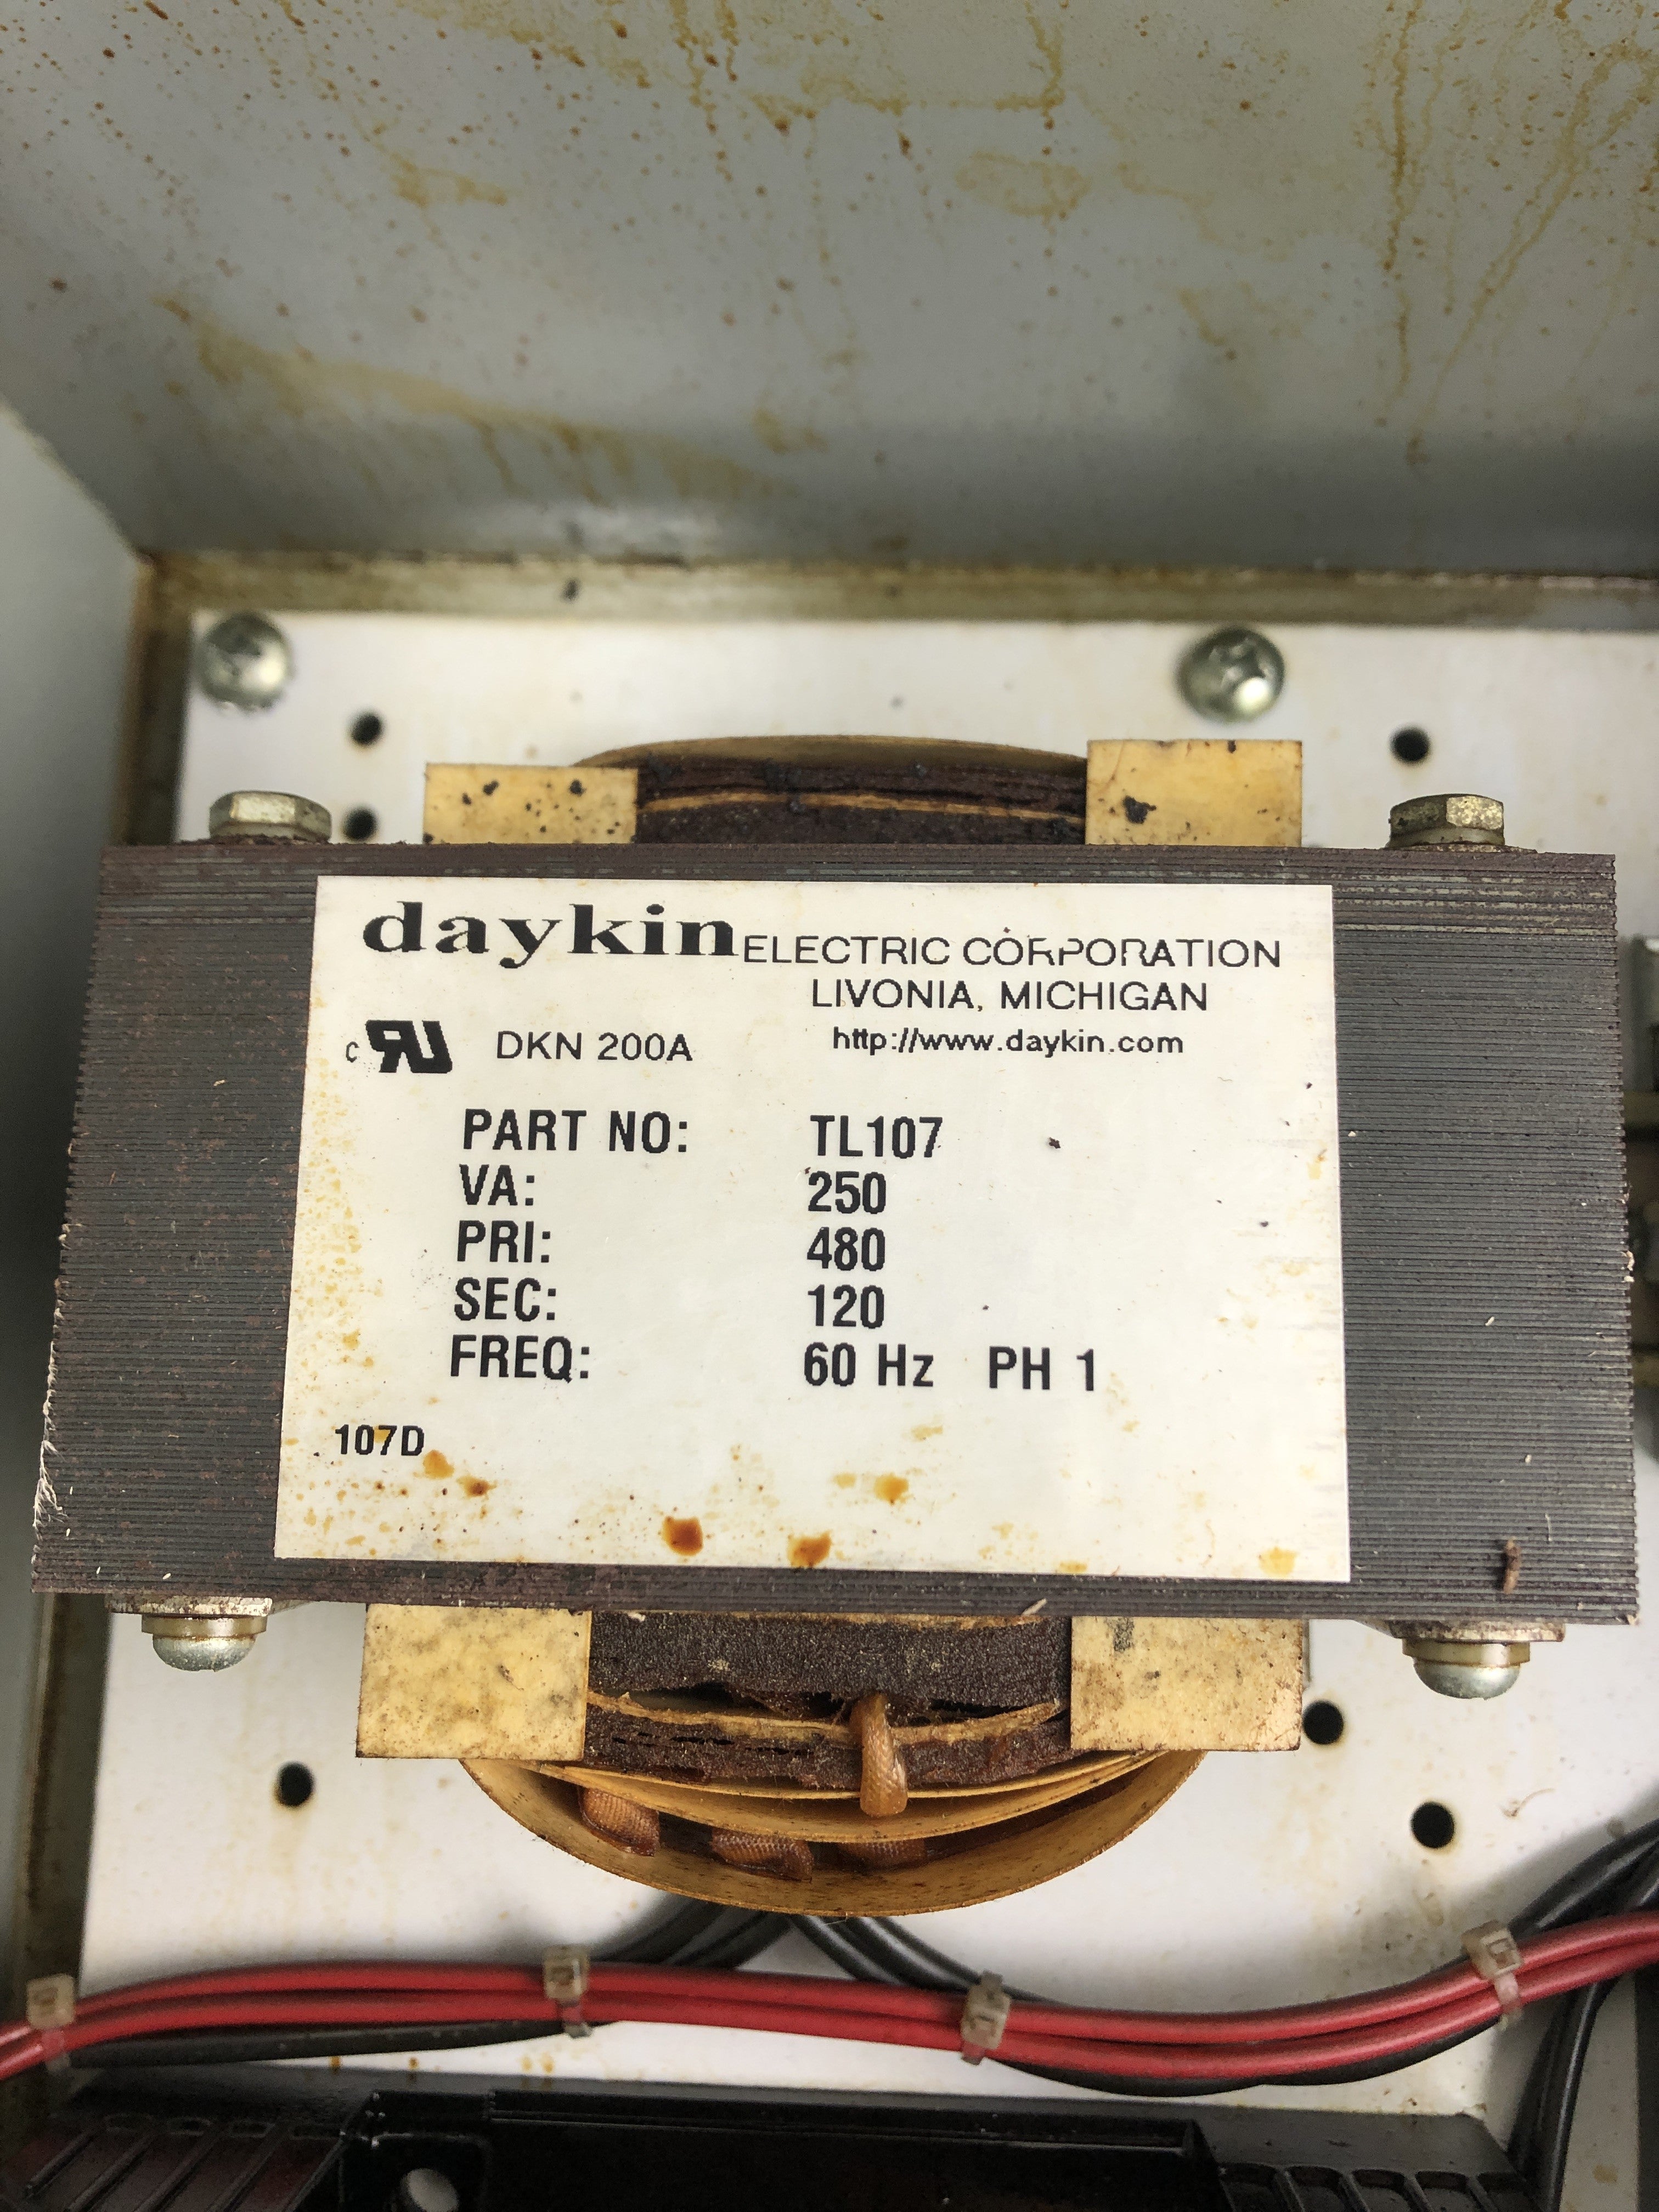 daykin ELECTRIC CORPORATION
LIVONIA, MICHIGAN
c RU DKN 200A http://www.daykin.com
PART NO: TL107
VA: 250
PRI: 480
SEC: 120
FREQ: 60 Hz PH 1
107D